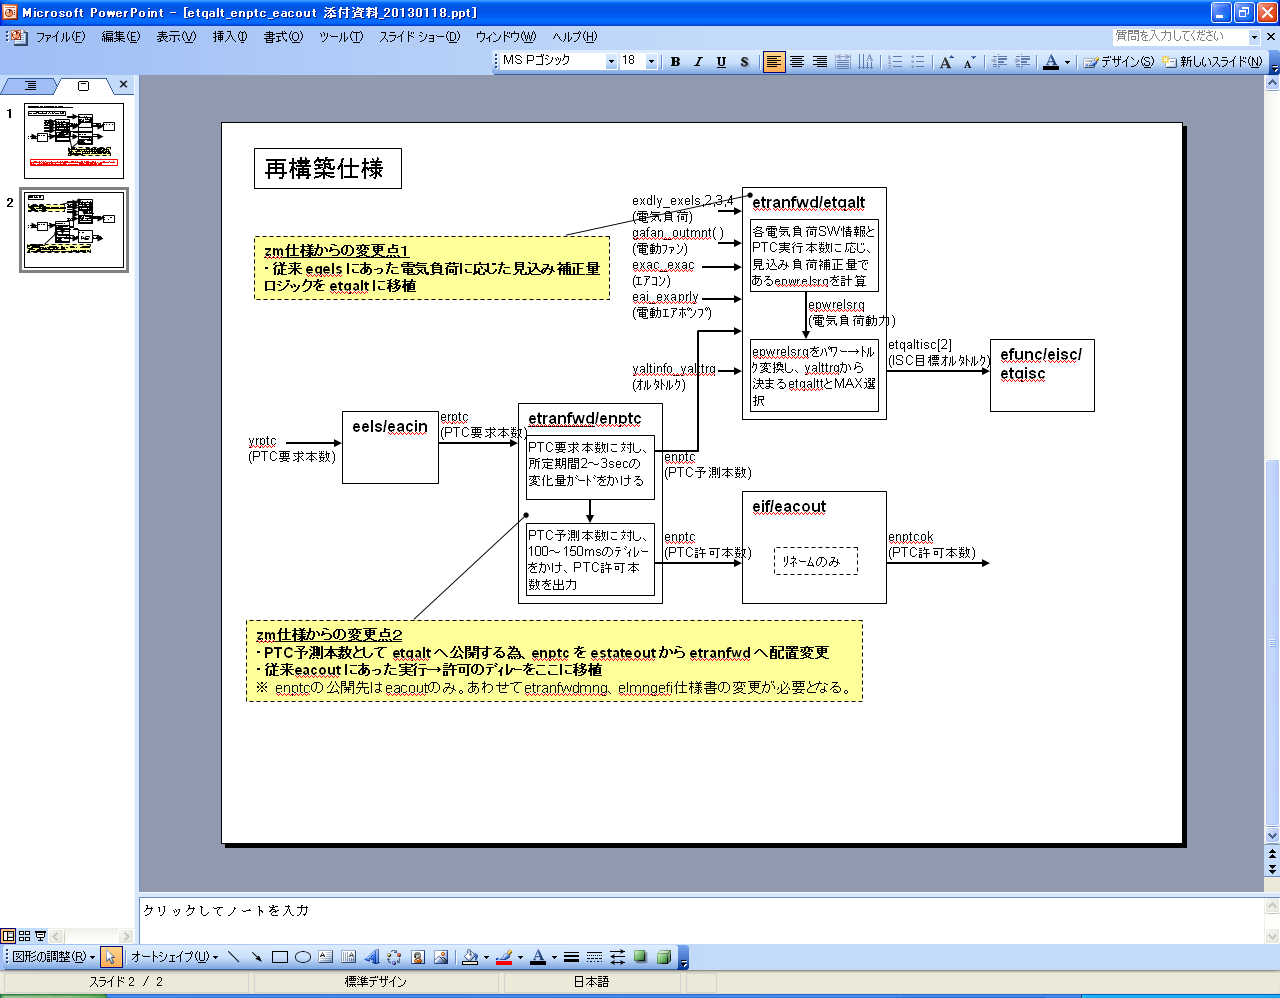 Microsoft PowerPoint - [etqalt_enptc_eacout 添付資料_20130118.ppt]
ファイル(F) 編集(E) 表示(V) 挿入(I) 書式(O) ツール(T) スライド ショー(D) ウィンドウ(W) ヘルプ(H)
質問を入力してください
MS Pゴシック 18 B I U S デザイン(S) 新しいスライド(N)
1
2
再構築仕様
zm仕様からの変更点1
・従来 eqels にあった電気負荷に応じた見込み補正量
ロジックを etqalt に移植
exdly_exels,2,3,4
(電気負荷)
qafan_outmnt( )
(電動ファン)
exac_exac
(エアコン)
eai_exaprly
(電動エアポンプ)
yaltinfo_yalttrq
(オルタトルク)
etranfwd/etqalt
各電気負荷SW情報と
PTC実行本数に応じ、
見込み負荷補正量で
あるepwrelsrqを計算
epwrelsrq
(電気負荷動力)
epwrelsrqをパワー→トル
ク変換し、yalttrqから
決まるetqalttとMAX選
択
etqaltisc[2]
(ISC目標オルタトルク)
efunc/eisc/
etqisc
yrptc
(PTC要求本数)
eels/eacin
erptc
(PTC要求本数)
etranfwd/enptc
PTC要求本数に対し、
所定期間2～3secの
変化量ガードをかける
enptc
(PTC予測本数)
PTC予測本数に対し、
100～150msのディレー
をかけ、PTC許可本
数を出力
enptc
(PTC許可本数)
eif/eacout
リネームのみ
enptcok
(PTC許可本数)
zm仕様からの変更点2
・PTC予測本数として etqalt へ公開する為、enptc を estateout から etranfwd へ配置変更
・従来eacout にあった実行→許可のディレーをここに移植
※ enptcの公開先はeacoutのみ。あわせてetranfwdmng、elmngefi仕様書の変更が必要となる。
クリックしてノートを入力
図形の調整(R) オートシェイプ(U)
スライド 2 / 2 標準デザイン 日本語